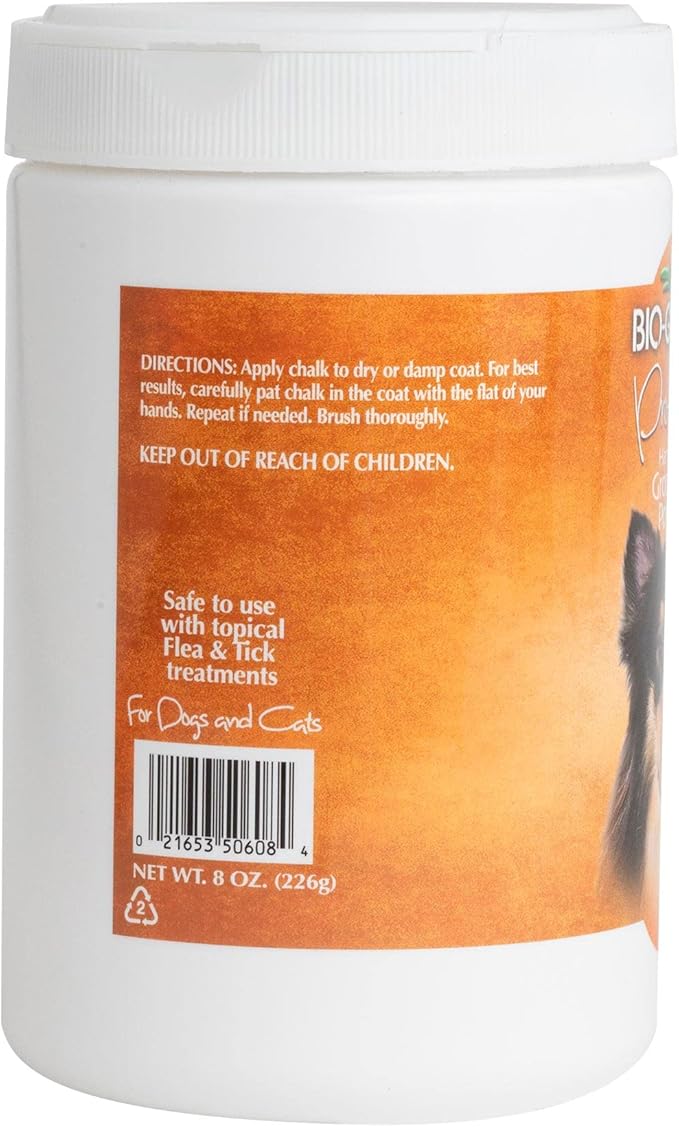 DIRECTIONS: Apply chalk to dry or damp coat. For best
results, carefully pat chalk in the coat with the flat of your
hands. Repeat if needed. Brush thoroughly.
KEEP OUT OF REACH OF CHILDREN.
Safe to use
with topical
Flea & Tick
treatments
For Dogs and Cats
0 21653 50608 4
NET WT. 8 OZ. (226g)
2